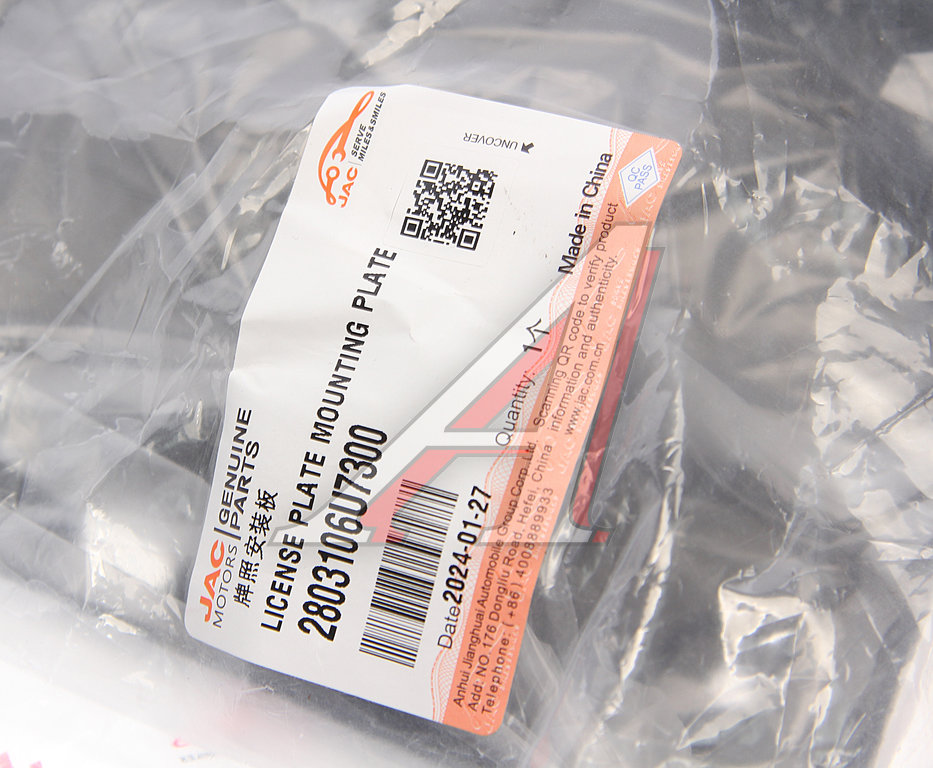 JAC MOTORS GENUINE PARTS
JAC SERVE MILES & SMILES
牌照安装板
LICENSE PLATE MOUNTING PLATE
2803106U7300
UNCOVER
Date 2024-01-27
Quantity: 1个
Made in China
QC PASS
Anhui Jianghuai Automobile Group Corp., Ltd.
Add: NO.176 Dongliu Road, Hefei, China
Telephone: (+86) 4008889933
Scanning QR code to verify product
information and authenticity.
www.jac.com.cn